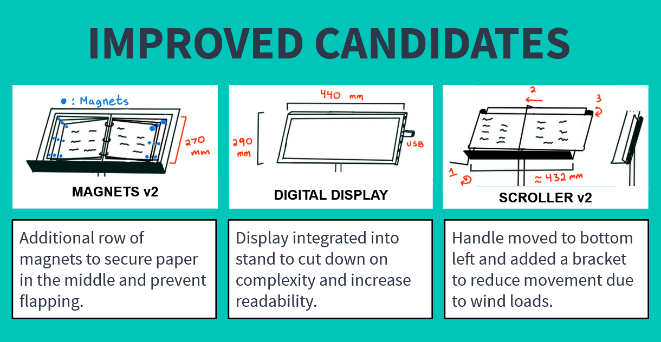 IMPROVED CANDIDATES
: Magnets
270
mm
MAGNETS v2
440 mm
290
mm
USB
DIGITAL DISPLAY
2
3
1
≈ 432 mm
SCROLLER v2
Additional row of
magnets to secure paper
in the middle and prevent
flapping.
Display integrated into
stand to cut down on
complexity and increase
readability.
Handle moved to bottom
left and added a bracket
to reduce movement due
to wind loads.